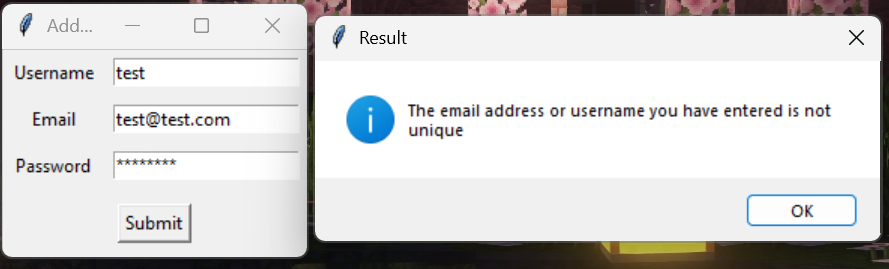 Add...
Username test
Email test@test.com
Password ********
Submit
Result
The email address or username you have entered is not
unique
OK